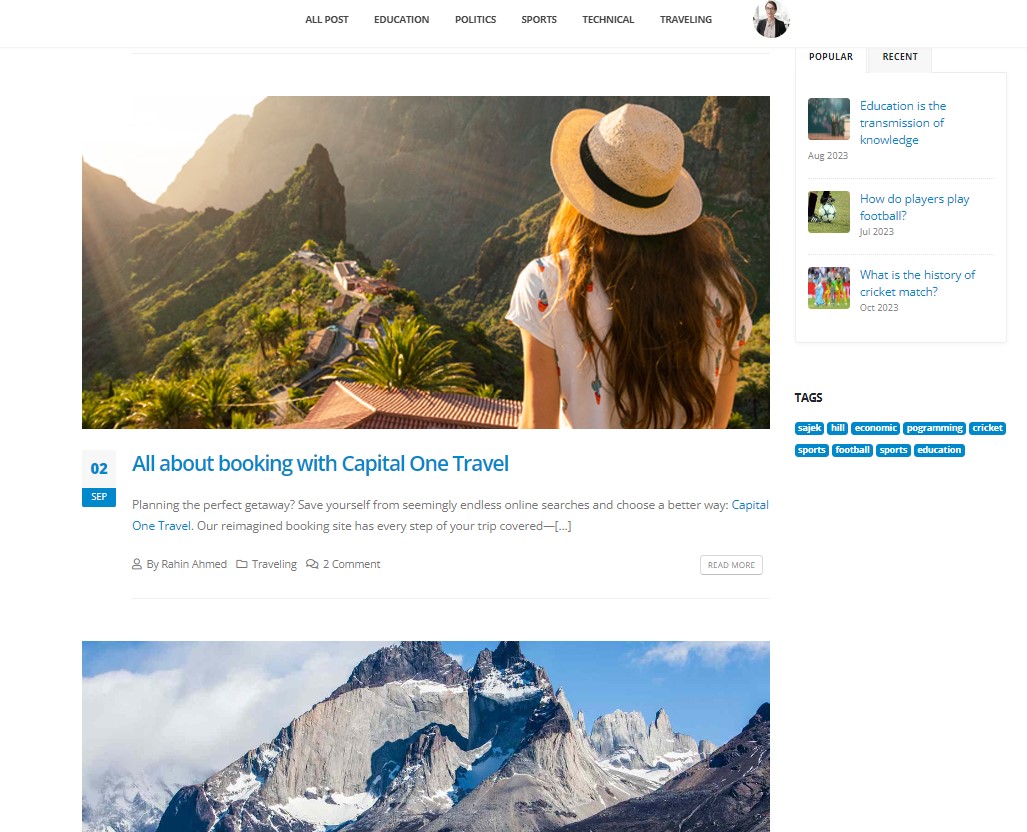 ALL POST EDUCATION POLITICS SPORTS TECHNICAL TRAVELING
POPULAR RECENT
Education is the
transmission of
knowledge
Aug 2023
How do players play
football?
Jul 2023
What is the history of
cricket match?
Oct 2023
TAGS
sajek hill economic pogramming cricket
sports football sports education
02
SEP
All about booking with Capital One Travel
Planning the perfect getaway? Save yourself from seemingly endless online searches and choose a better way: Capital
One Travel. Our reimagined booking site has every step of your trip covered—[...]
By Rahin Ahmed Traveling 2 Comment
READ MORE